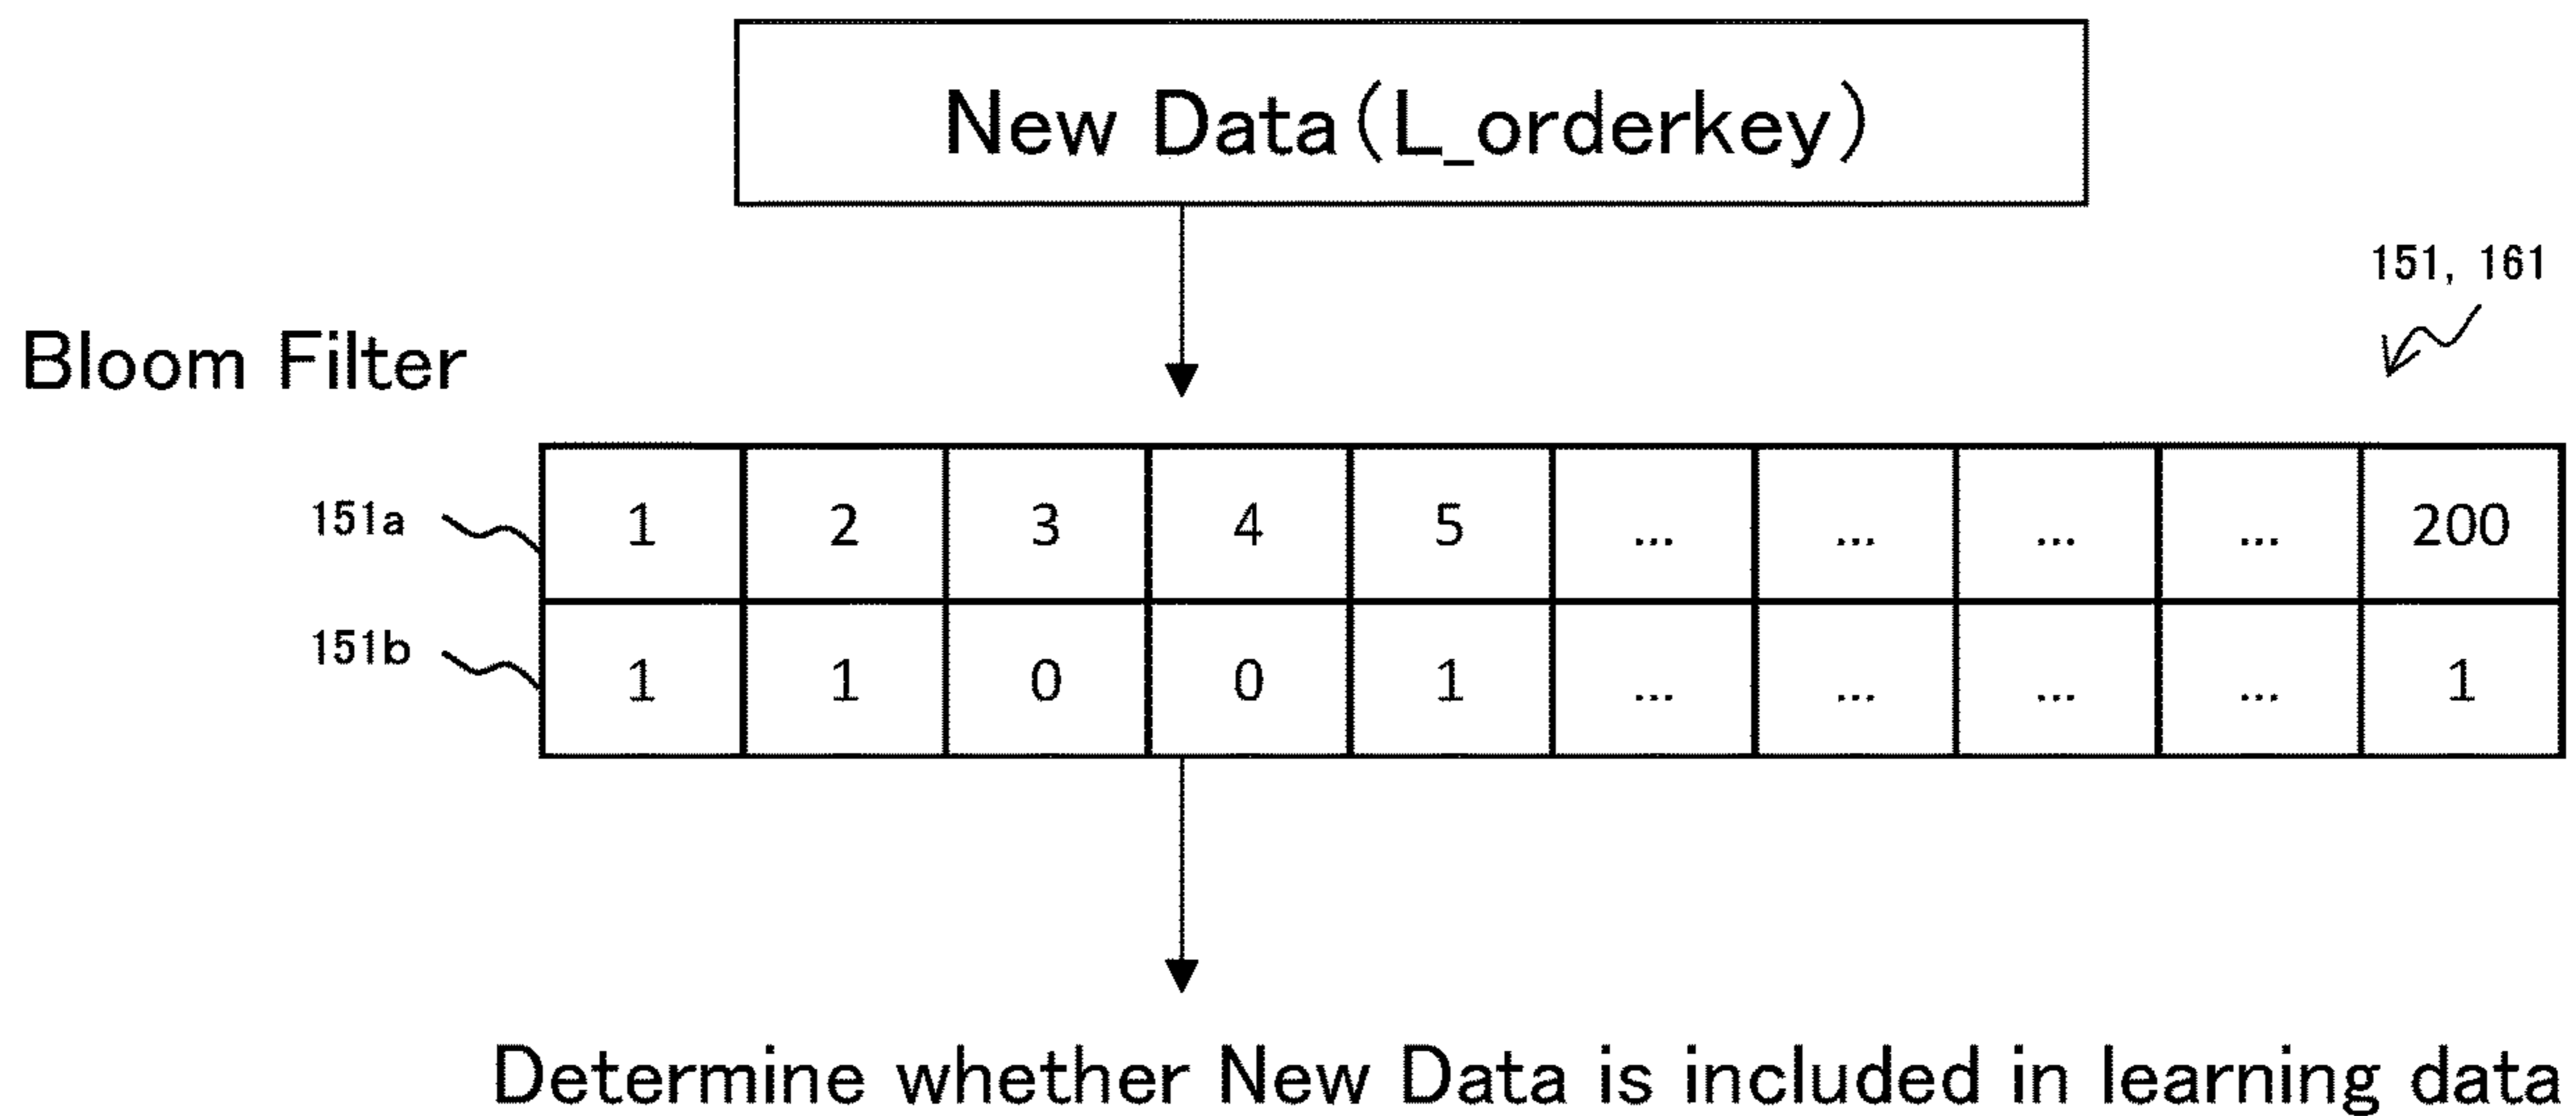 New Data(L_orderkey)
151, 161
Bloom Filter
151a 1 2 3 4 5 ... ... ... ... 200
151b 1 1 0 0 1 ... ... ... ... 1
Determine whether New Data is included in learning data